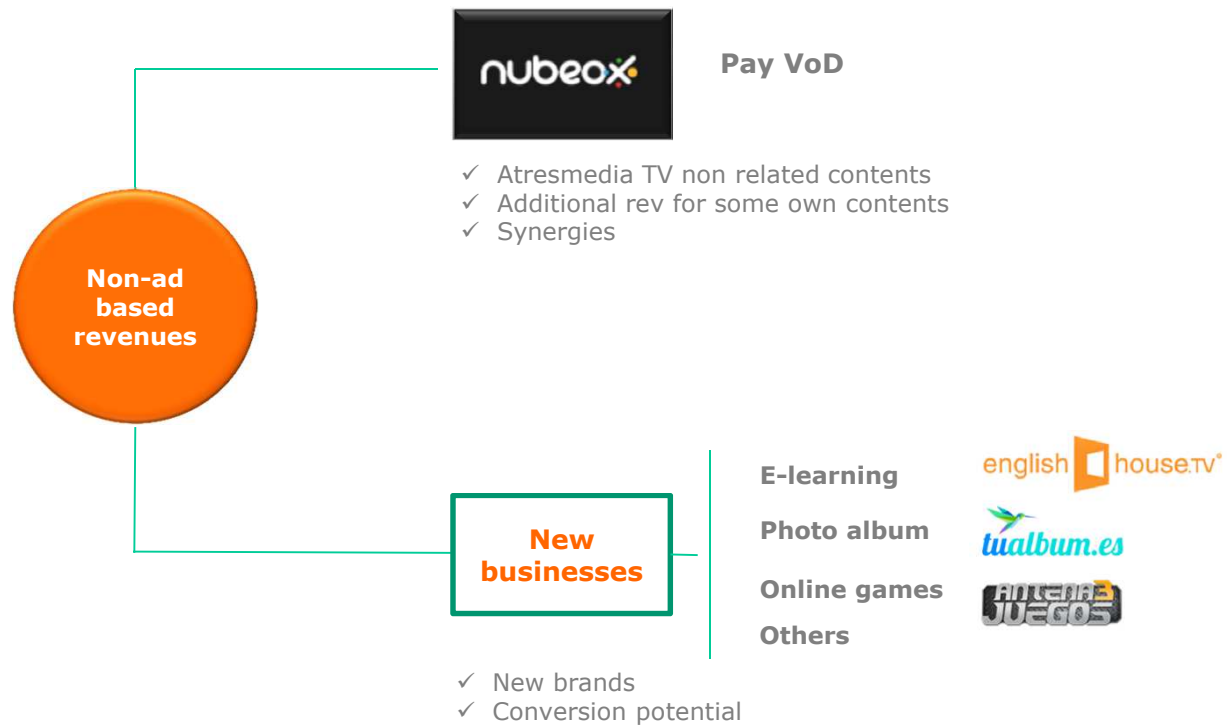 nubeox
Pay VoD
✓ Atresmedia TV non related contents
✓ Additional rev for some own contents
✓ Synergies
Non-ad
based
revenues
New
businesses
E-learning
english house.TV®
Photo album
tualbum.es
Online games
ANTENA 3
JUEGOS
Others
✓ New brands
✓ Conversion potential